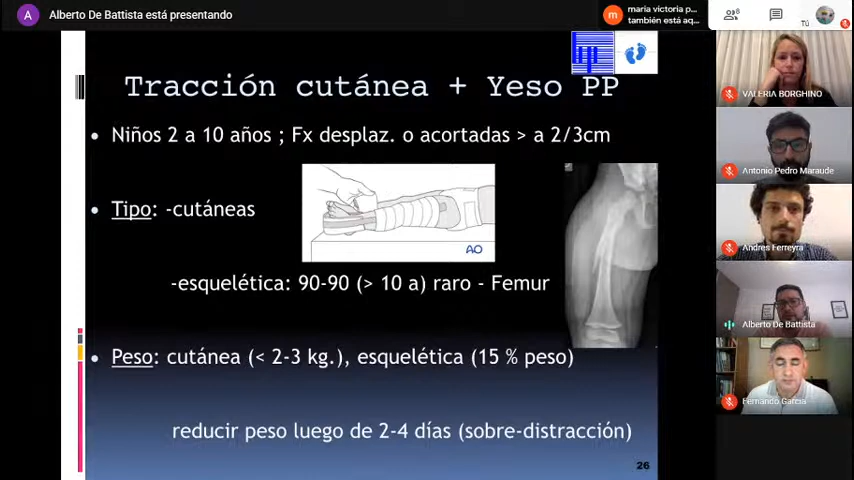 A
Alberto De Battista está presentando
m
maria victoria p...
también está aq...
8
Tú
Tracción cutánea + Yeso PP
• Niños 2 a 10 años ; Fx desplaz. o acortadas > a 2/3cm
• Tipo: -cutáneas
AO
-esquelética: 90-90 (> 10 a) raro - Femur
• Peso: cutánea (< 2-3 kg.), esquelética (15 % peso)
reducir peso luego de 2-4 días (sobre-distracción)
26
VALERIA BORGHINO
Antonio Pedro Maraude
Andres Ferreyra
Alberto De Battista
Fernando Garcia